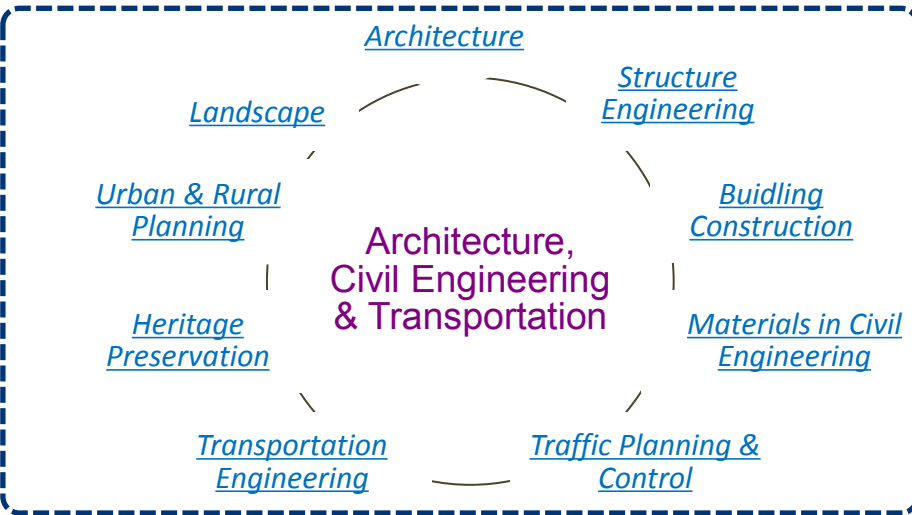 Architecture
Structure
Engineering
Landscape
Urban & Rural
Planning
Buidling
Construction
Architecture,
Civil Engineering
& Transportation
Heritage
Preservation
Materials in Civil
Engineering
Transportation
Engineering
Traffic Planning &
Control